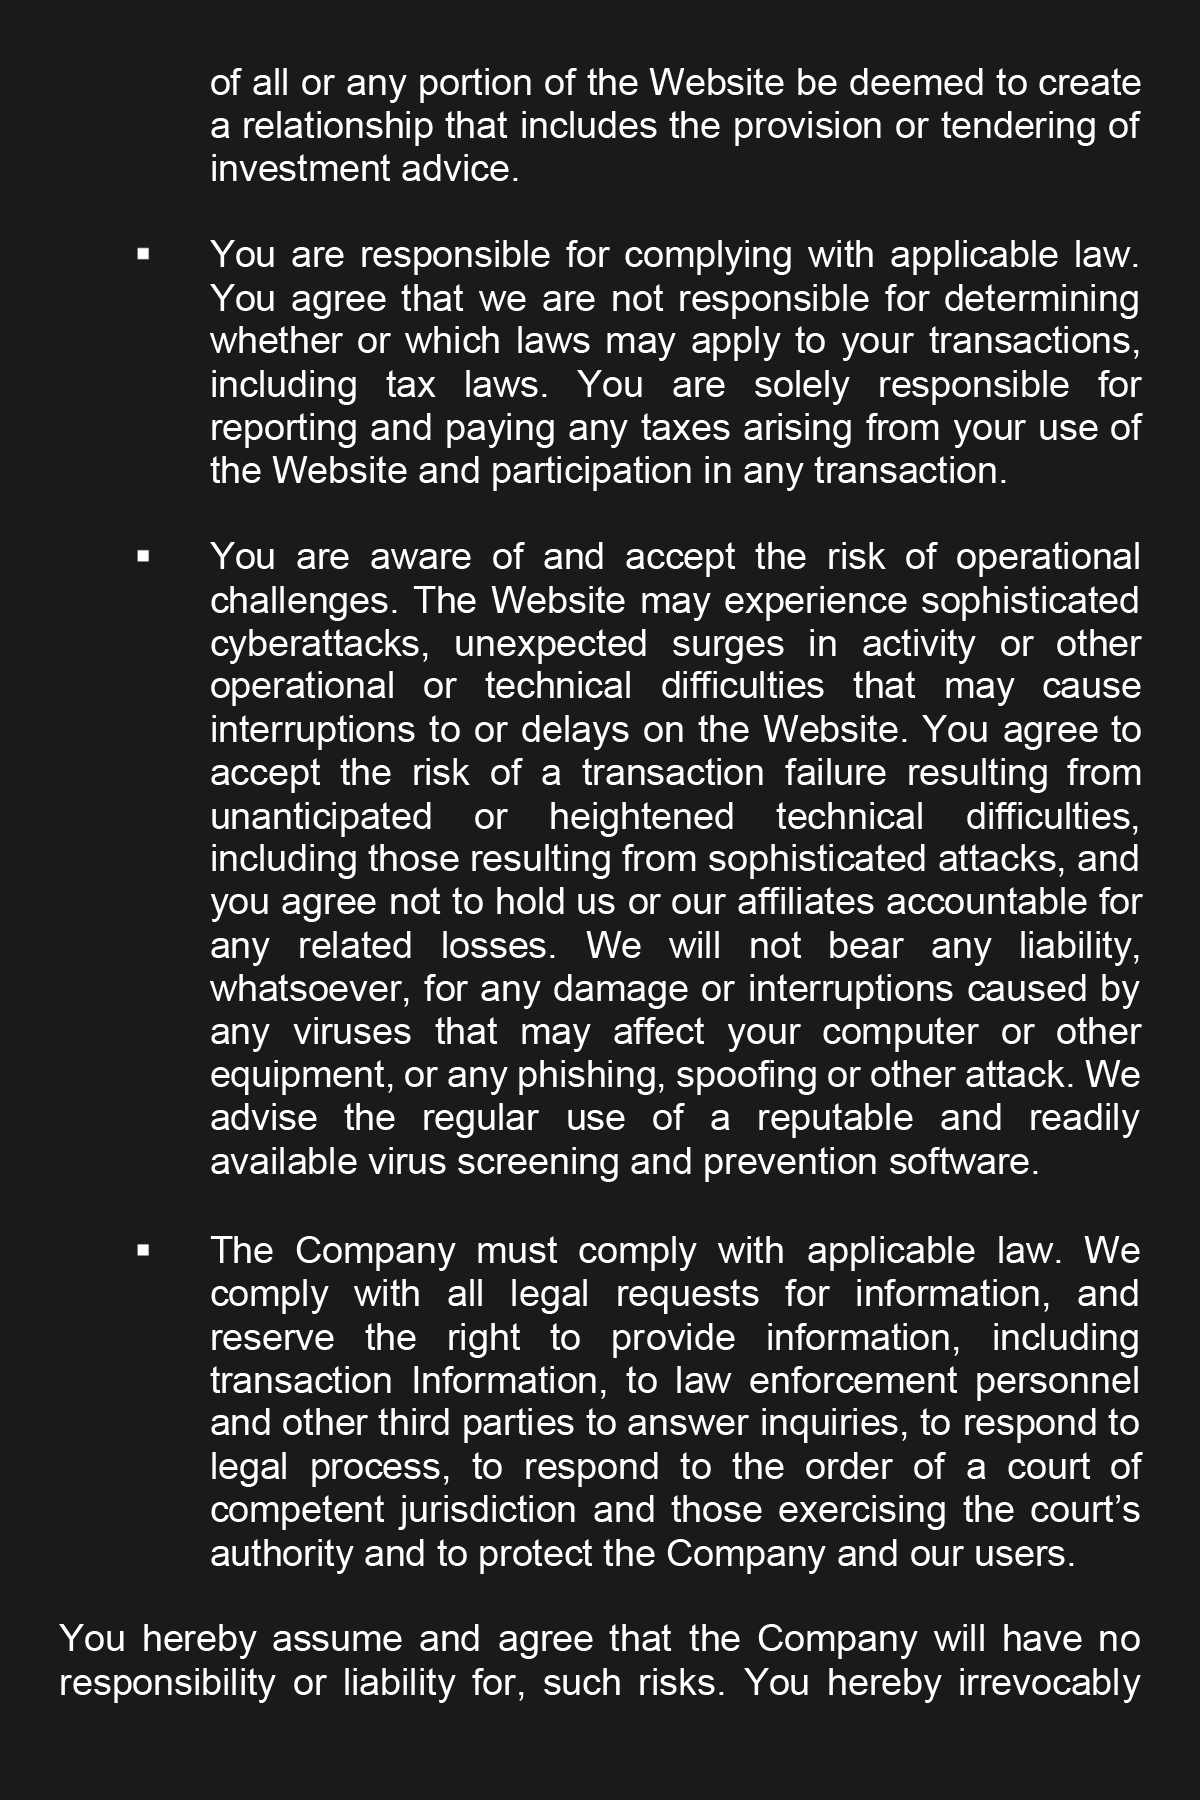 of all or any portion of the Website be deemed to create
a relationship that includes the provision or tendering of
investment advice.
▪ You are responsible for complying with applicable law.
You agree that we are not responsible for determining
whether or which laws may apply to your transactions,
including tax laws. You are solely responsible for
reporting and paying any taxes arising from your use of
the Website and participation in any transaction.
▪ You are aware of and accept the risk of operational
challenges. The Website may experience sophisticated
cyberattacks, unexpected surges in activity or other
operational or technical difficulties that may cause
interruptions to or delays on the Website. You agree to
accept the risk of a transaction failure resulting from
unanticipated or heightened technical difficulties,
including those resulting from sophisticated attacks, and
you agree not to hold us or our affiliates accountable for
any related losses. We will not bear any liability,
whatsoever, for any damage or interruptions caused by
any viruses that may affect your computer or other
equipment, or any phishing, spoofing or other attack. We
advise the regular use of a reputable and readily
available virus screening and prevention software.
▪ The Company must comply with applicable law. We
comply with all legal requests for information, and
reserve the right to provide information, including
transaction Information, to law enforcement personnel
and other third parties to answer inquiries, to respond to
legal process, to respond to the order of a court of
competent jurisdiction and those exercising the court’s
authority and to protect the Company and our users.
You hereby assume and agree that the Company will have no
responsibility or liability for, such risks. You hereby irrevocably